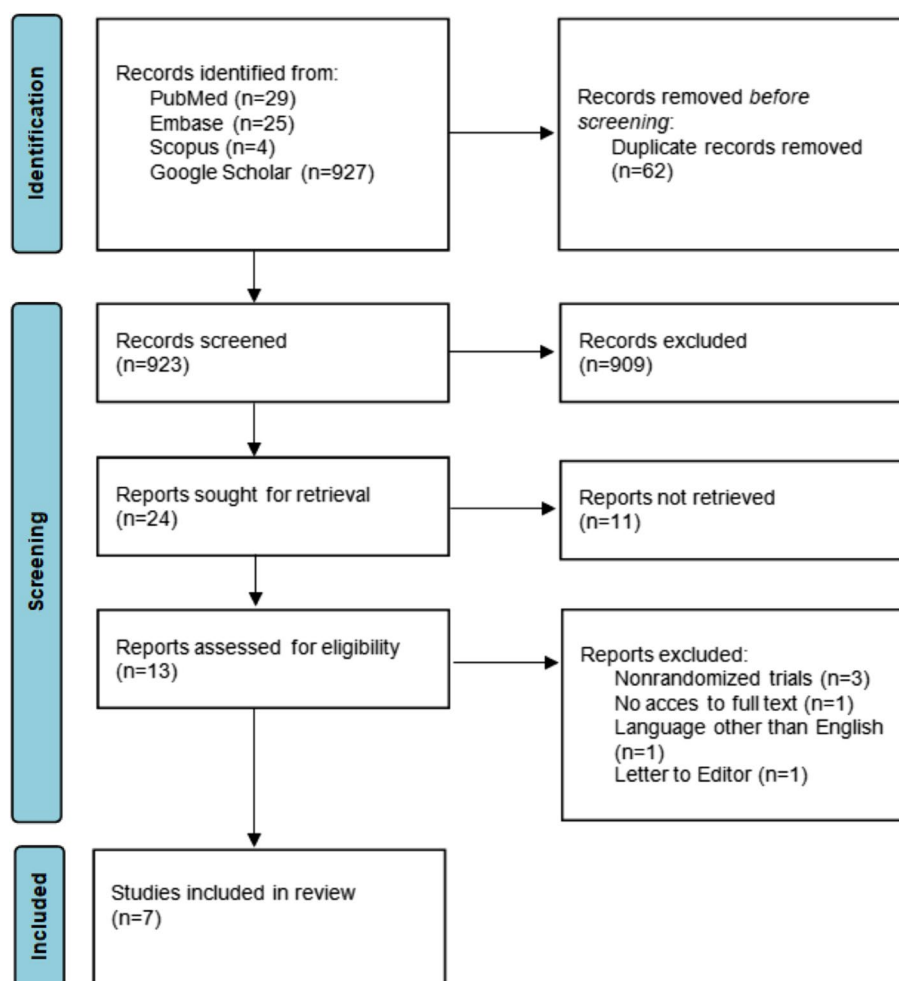 Identification
Records identified from:
PubMed (n=29)
Embase (n=25)
Scopus (n=4)
Google Scholar (n=927)
Records removed before
screening:
Duplicate records removed
(n=62)
Screening
Records screened
(n=923)
Records excluded
(n=909)
Reports sought for retrieval
(n=24)
Reports not retrieved
(n=11)
Reports assessed for eligibility
(n=13)
Reports excluded:
Nonrandomized trials (n=3)
No acces to full text (n=1)
Language other than English
(n=1)
Letter to Editor (n=1)
Included
Studies included in review
(n=7)